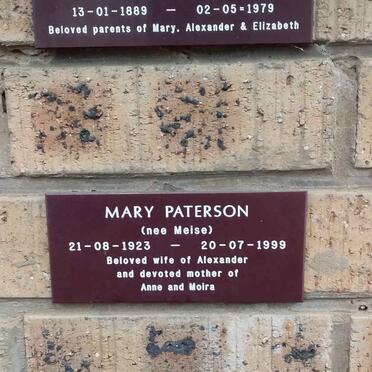 13-01-1889 — 02-05=1979
Beloved parents of Mary, Alexander & Elizabeth
MARY PATERSON
(nee Meise)
21-08-1923 — 20-07-1999
Beloved wife of Alexander
and devoted mother of
Anne and Moira